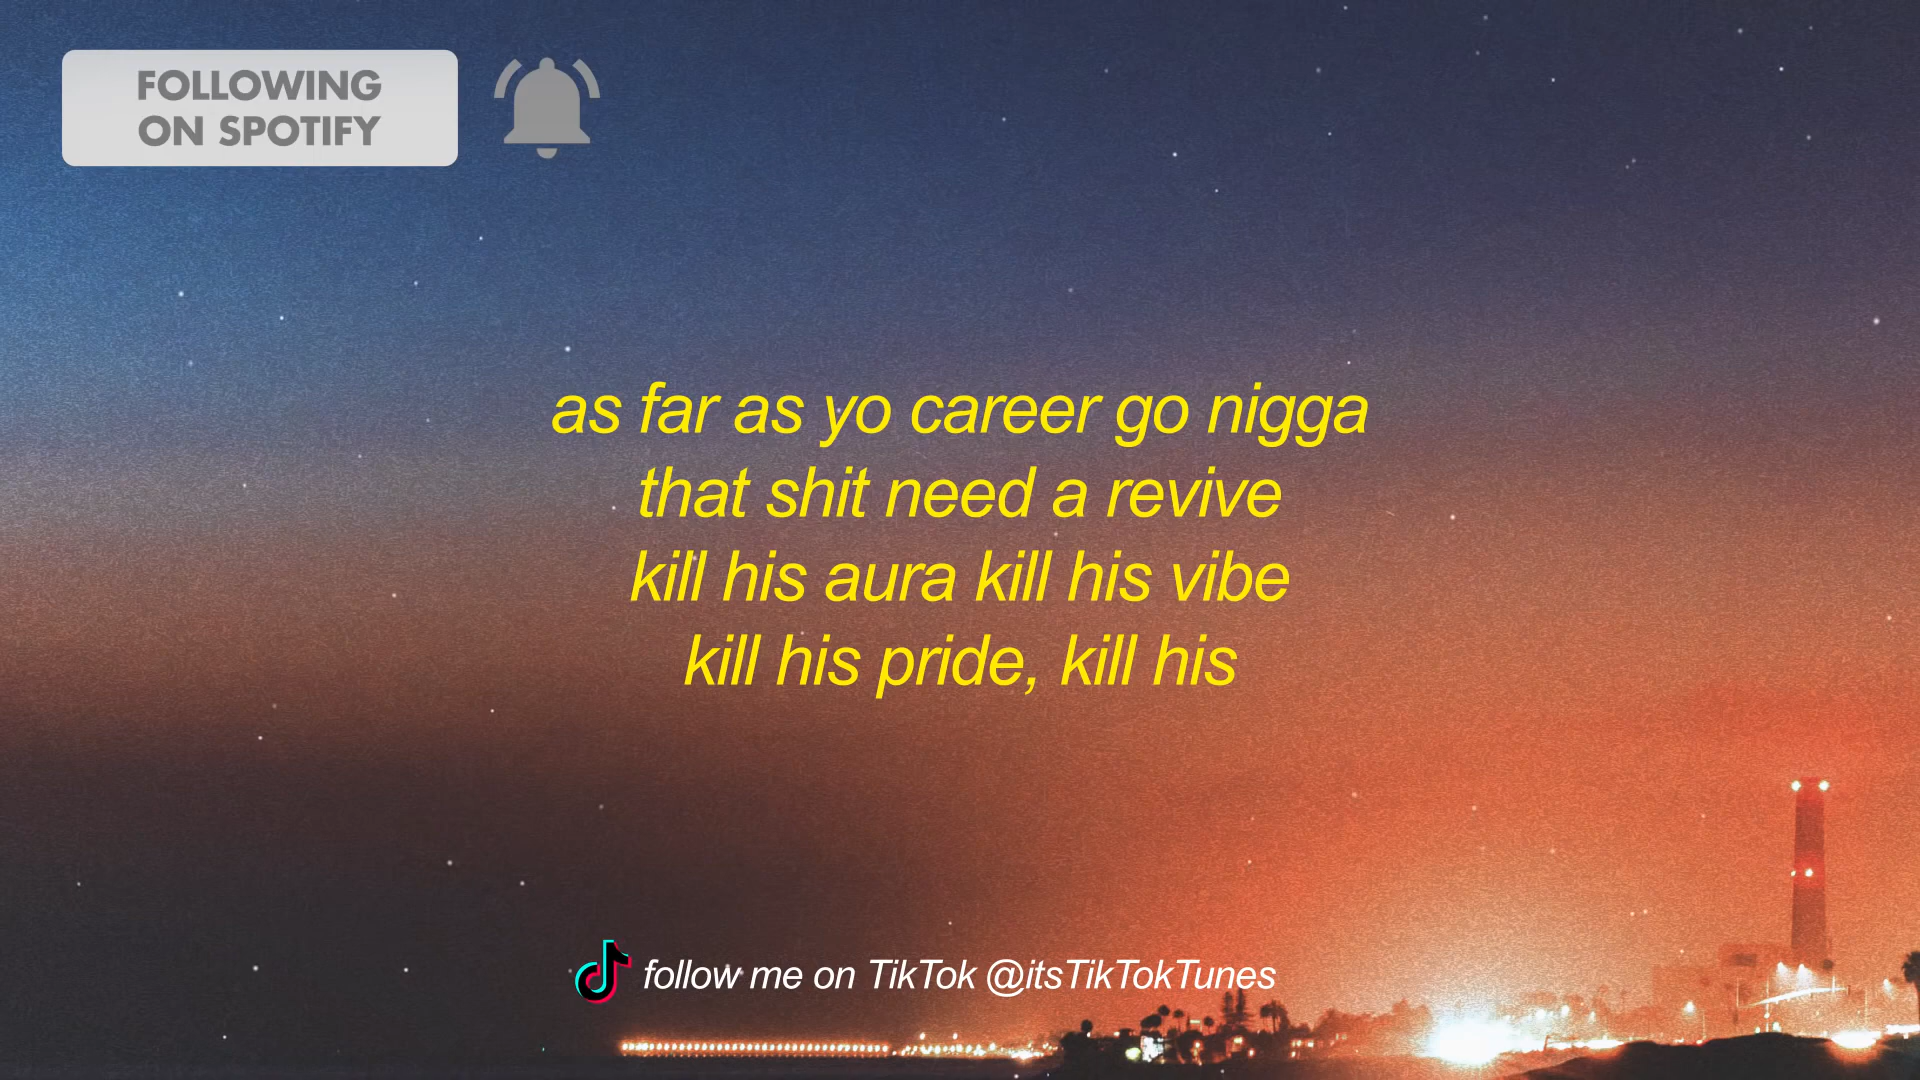 FOLLOWING
ON SPOTIFY
as far as yo career go nigga
that shit need a revive
kill his aura kill his vibe
kill his pride, kill his
follow me on TikTok @itsTikTokTunes